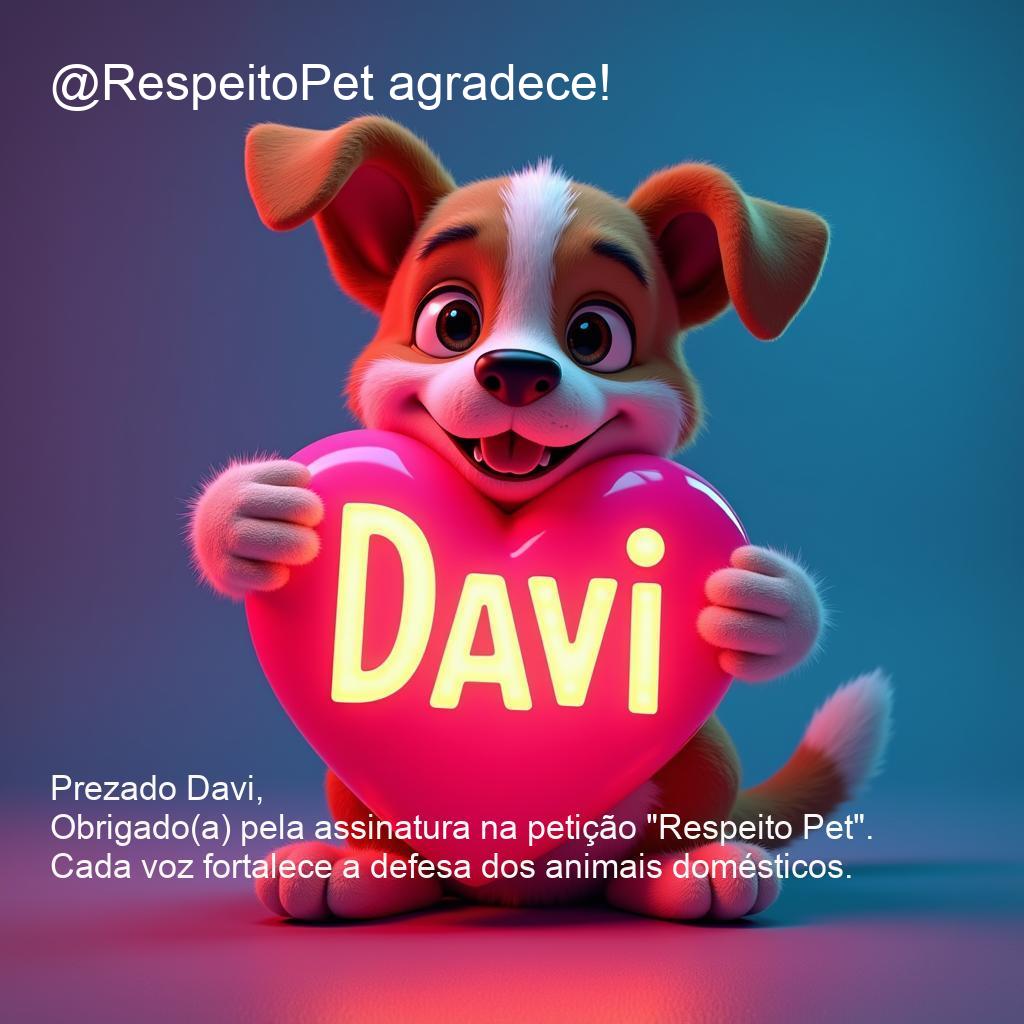 @RespeitoPet agradece!
Davi
Prezado Davi,
Obrigado(a) pela assinatura na petição "Respeito Pet".
Cada voz fortalece a defesa dos animais domésticos.